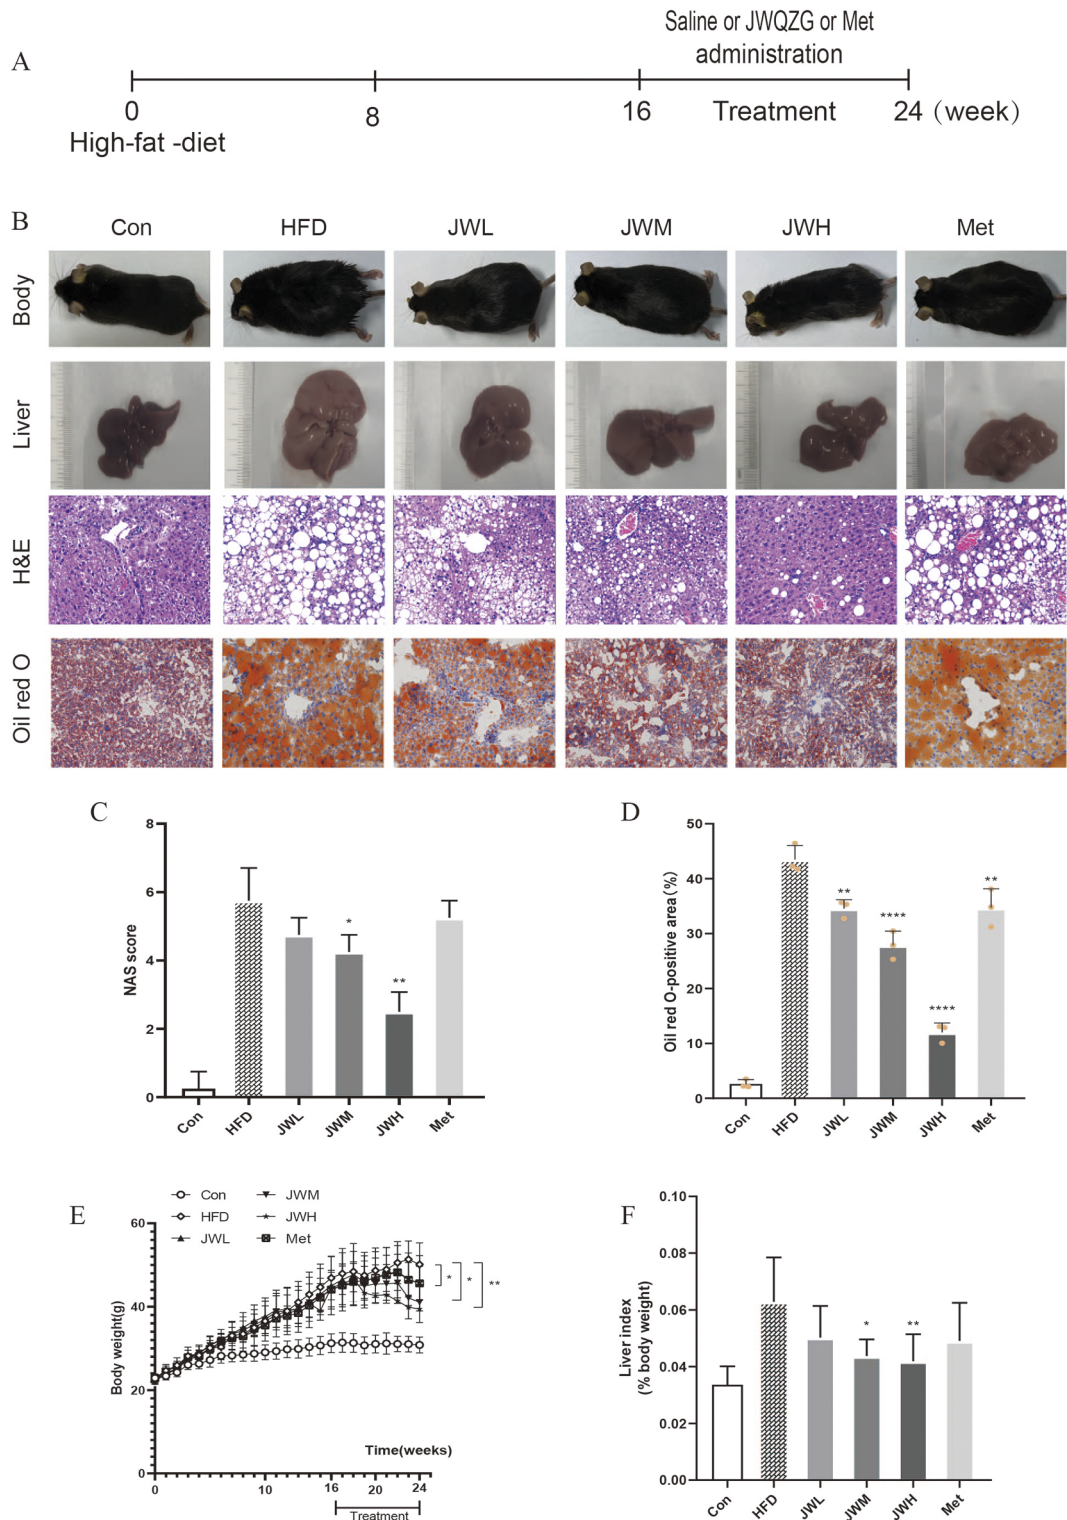 A
Saline or JWQZG or Met
administration
0
8
16
Treatment
24 (week)
High-fat -diet
B
Con
HFD
JWL
JWM
JWH
Met
Body
Liver
H&E
Oil red O
C
NAS score
8
6
4
2
0
*
**
Con
HFD
JWL
JWM
JWH
Met
D
Oil red O-positive area(%)
50
40
30
20
10
0
**
****
****
**
Con
HFD
JWL
JWM
JWH
Met
E
Con
HFD
JWL
JWM
JWH
Met
Body weight(g)
60
40
20
0
*
*
**
Time(weeks)
0
10
16
20
24
Treatment
F
Liver index
(% body weight)
0.10
0.08
0.06
0.04
0.02
0.00
*
**
Con
HFD
JWL
JWM
JWH
Met